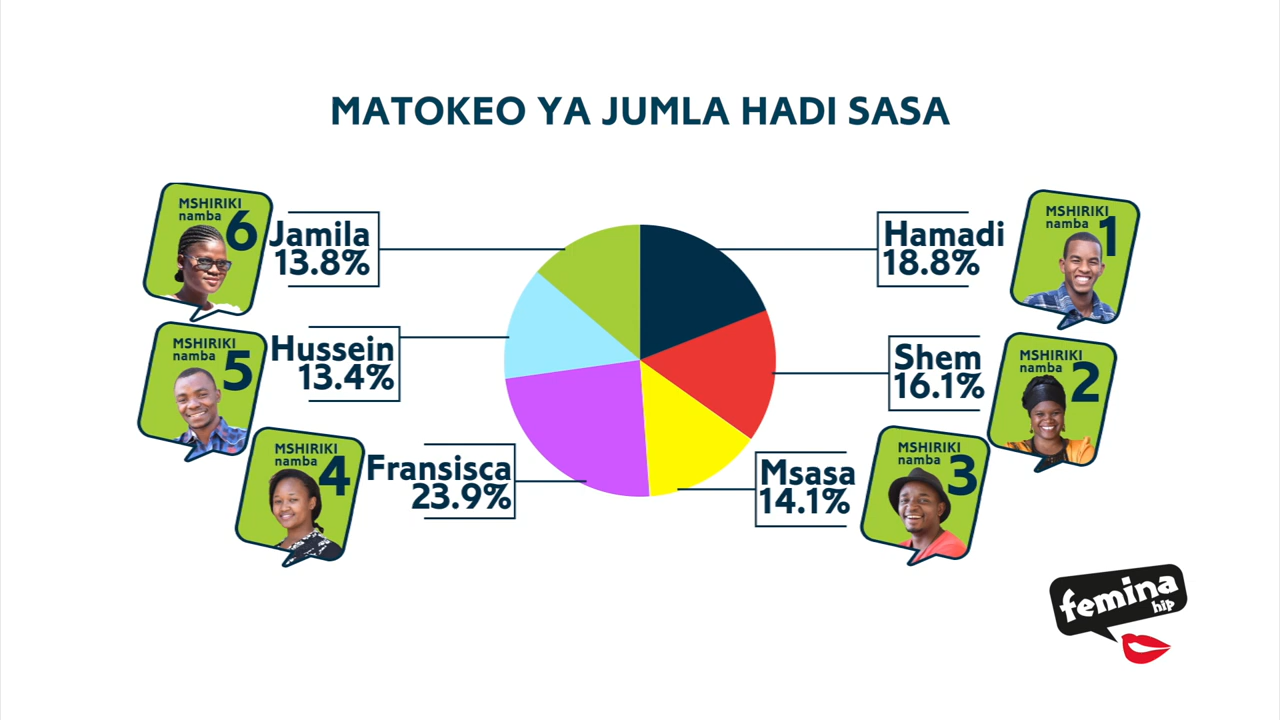 MATOKEO YA JUMLA HADI SASA
MSHIRIKI
namba 6
Jamila
13.8%
Hamadi
18.8%
MSHIRIKI
namba 1
MSHIRIKI
namba 5
Hussein
13.4%
Shem
16.1%
MSHIRIKI
namba 2
MSHIRIKI
namba 4
Fransisca
23.9%
Msasa
14.1%
MSHIRIKI
namba 3
femina
hip